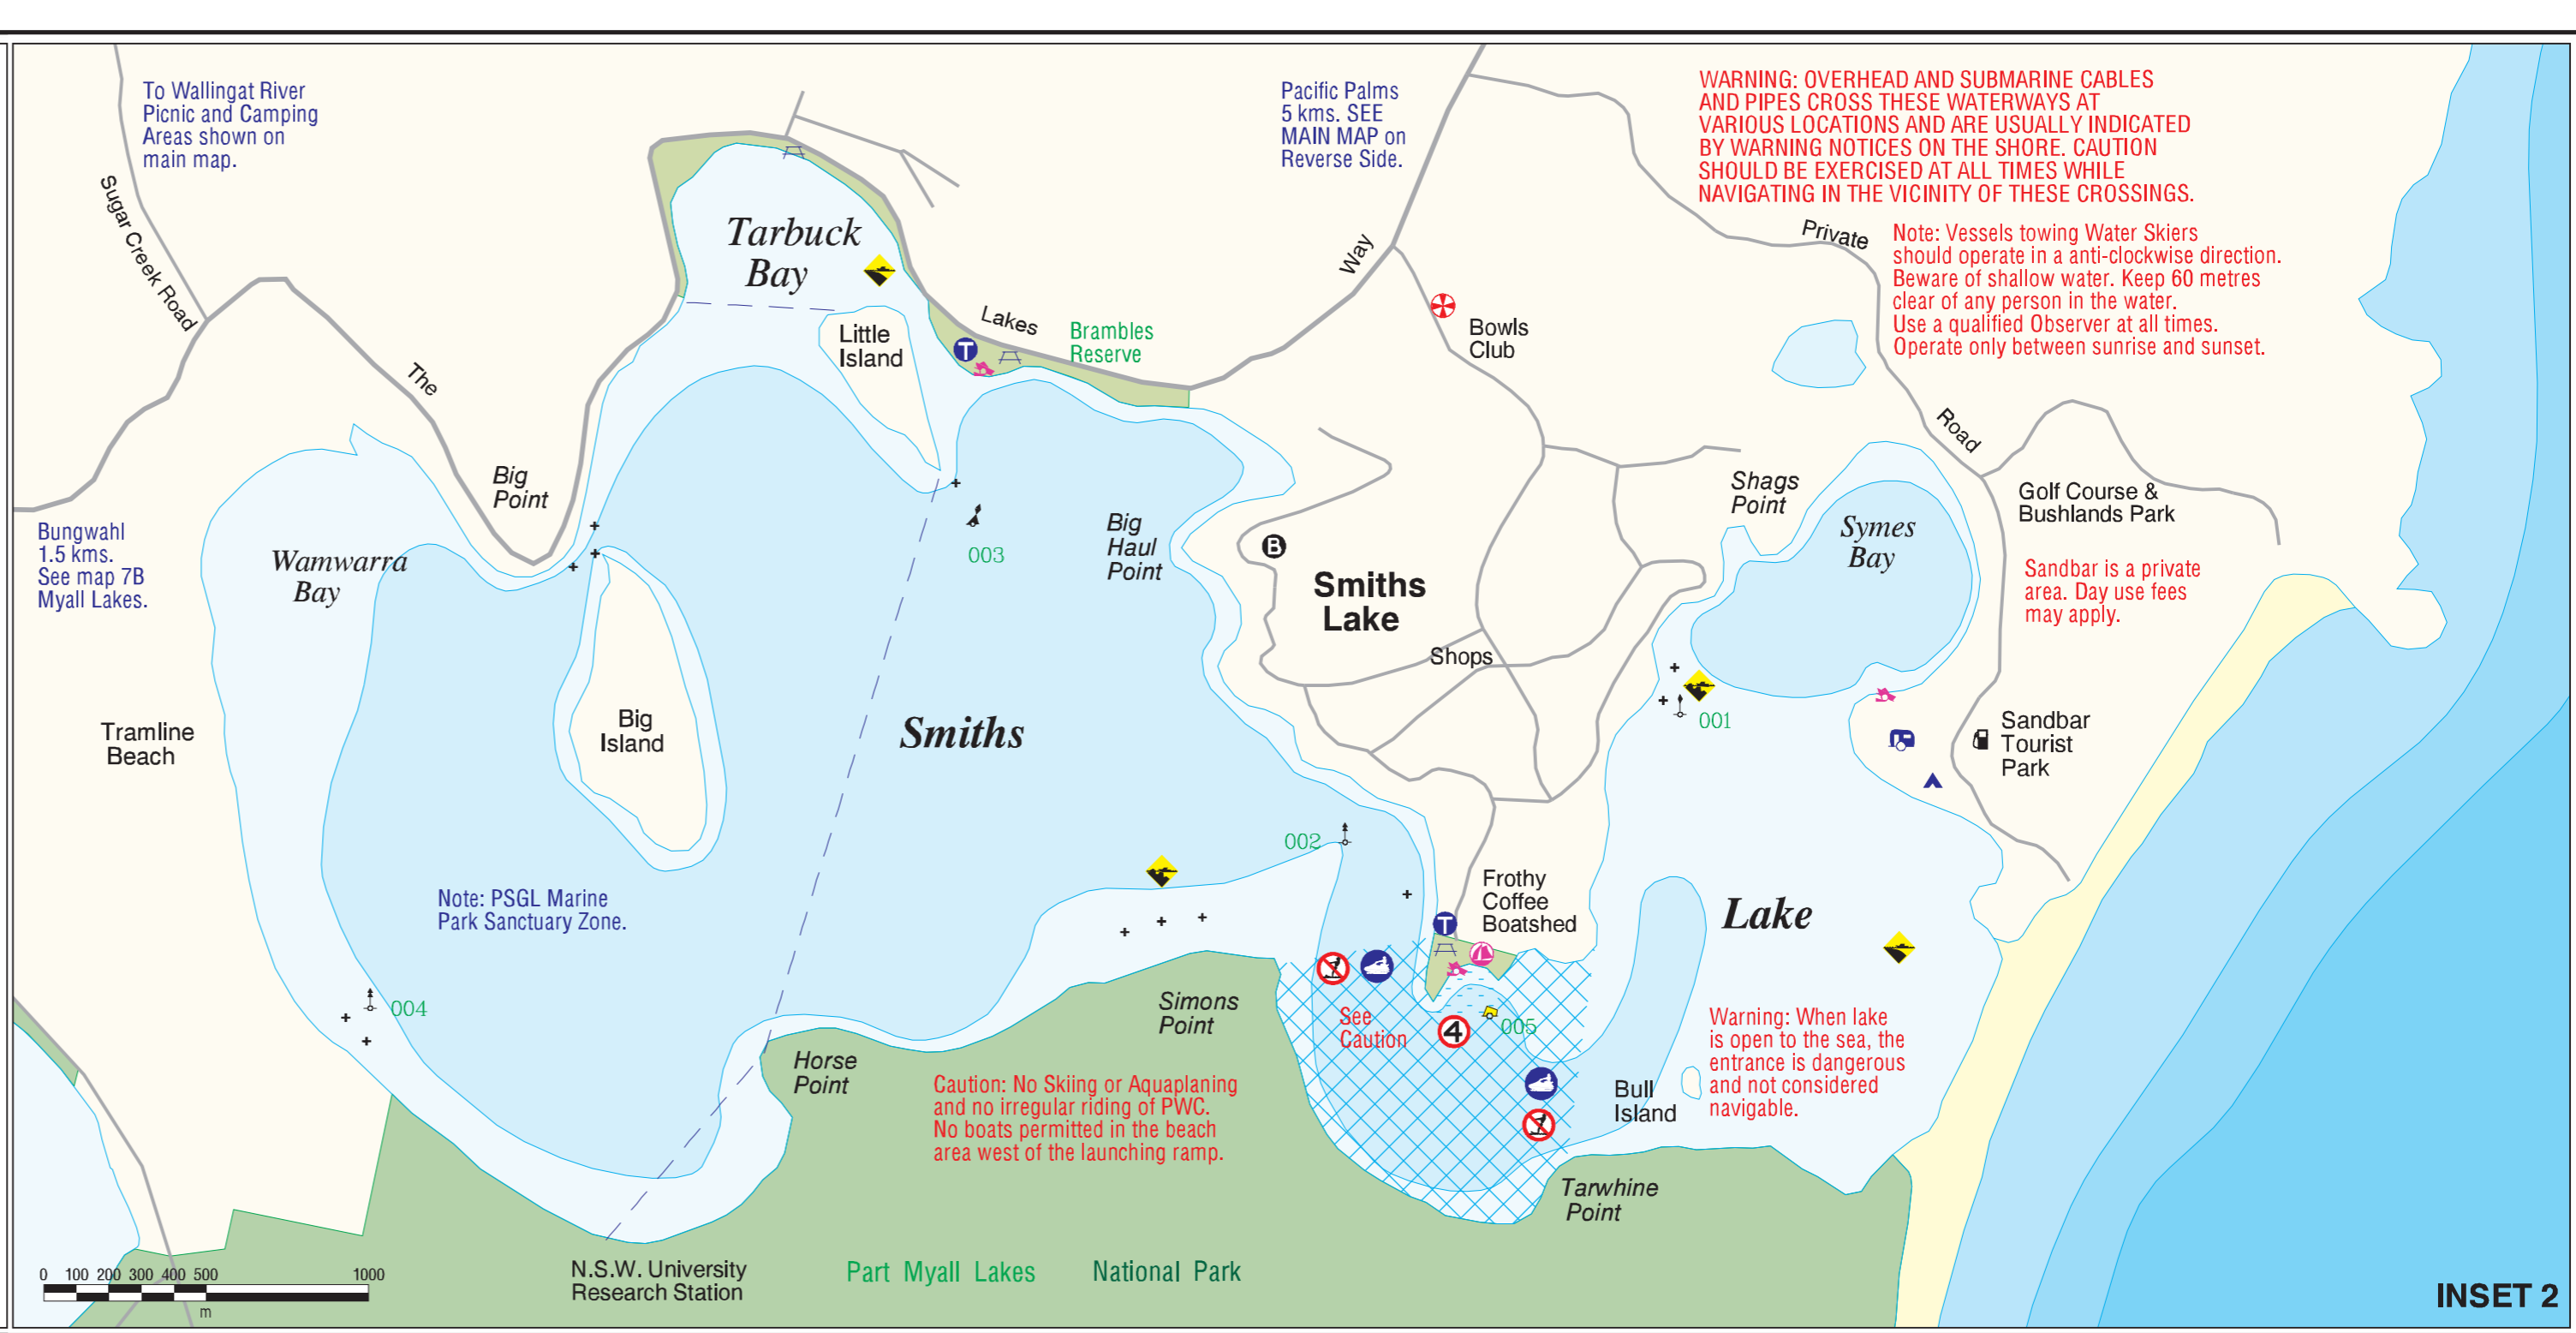 To Wallingat River
Picnic and Camping
Areas shown on
main map.
Pacific Palms
5 kms. SEE
MAIN MAP on
Reverse Side.
WARNING: OVERHEAD AND SUBMARINE CABLES
AND PIPES CROSS THESE WATERWAYS AT
VARIOUS LOCATIONS AND ARE USUALLY INDICATED
BY WARNING NOTICES ON THE SHORE. CAUTION
SHOULD BE EXERCISED AT ALL TIMES WHILE
NAVIGATING IN THE VICINITY OF THESE CROSSINGS.
Sugar Creek Road
Tarbuck
Bay
Way
Private
Note: Vessels towing Water Skiers
should operate in a anti-clockwise direction.
Beware of shallow water. Keep 60 metres
clear of any person in the water.
Use a qualified Observer at all times.
Operate only between sunrise and sunset.
The
Little
Island
Lakes
T
Brambles
Reserve
Bowls
Club
Road
Big
Point
Shags
Point
Symes
Bay
Golf Course &
Bushlands Park
Bungwahl
1.5 kms.
See map 7B
Myall Lakes.
Wamwarra
Bay
003
Big
Haul
Point
B
Smiths
Lake
Sandbar is a private
area. Day use fees
may apply.
Shops
Tramline
Beach
Big
Island
Smiths
001
Sandbar
Tourist
Park
002
Note: PSGL Marine
Park Sanctuary Zone.
Frothy
Coffee
Boatshed
T
Lake
004
Simons
Point
See
Caution
4
005
Warning: When lake
is open to the sea, the
entrance is dangerous
and not considered
navigable.
Horse
Point
Caution: No Skiing or Aquaplaning
and no irregular riding of PWC.
No boats permitted in the beach
area west of the launching ramp.
Bull
Island
Tarwhine
Point
0 100 200 300 400 500 1000
m
N.S.W. University
Research Station
Part Myall Lakes National Park
INSET 2